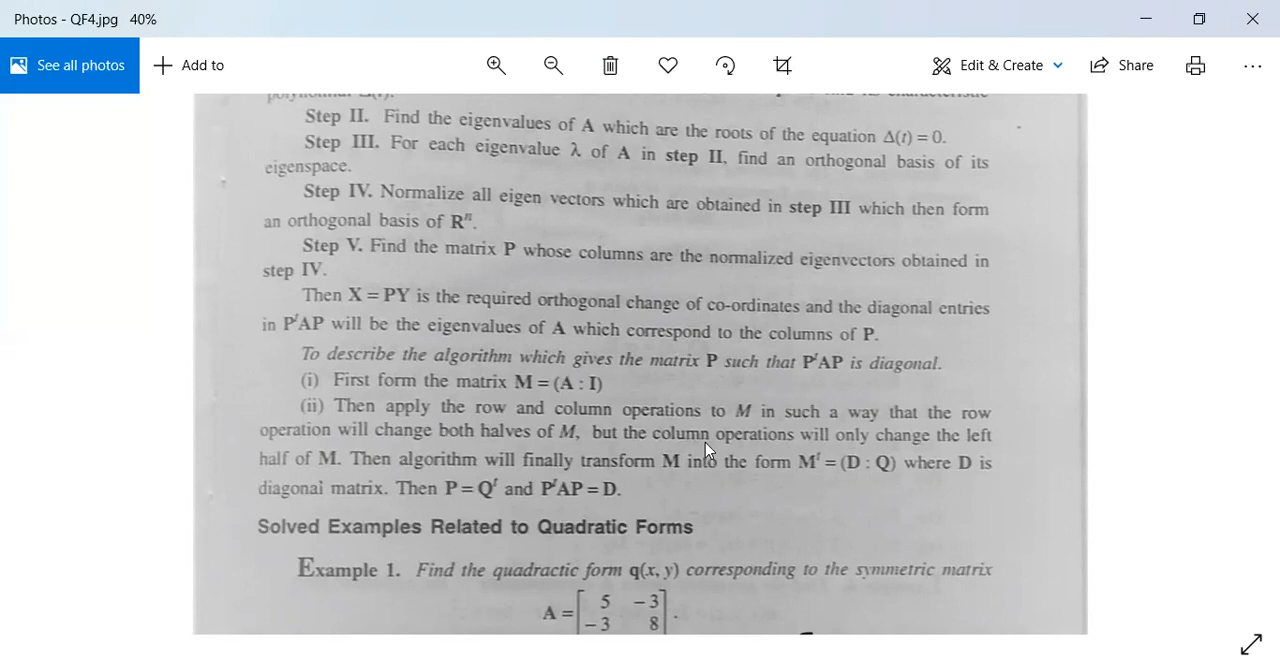 Photos - QF4.jpg 40%
See all photos
Add to
Edit & Create
Share
Step II. Find the eigenvalues of A which are the roots of the equation Δ(t) = 0.
Step III. For each eigenvalue λ of A in step II, find an orthogonal basis of its
eigenspace.
Step IV. Normalize all eigen vectors which are obtained in step III which then form
an orthogonal basis of Rⁿ.
Step V. Find the matrix P whose columns are the normalized eigenvectors obtained in
step IV.
Then X = PY is the required orthogonal change of co-ordinates and the diagonal entries
in PᵗAP will be the eigenvalues of A which correspond to the columns of P.
To describe the algorithm which gives the matrix P such that PᵗAP is diagonal.
(i) First form the matrix M = (A : I)
(ii) Then apply the row and column operations to M in such a way that the row
operation will change both halves of M, but the column operations will only change the left
half of M. Then algorithm will finally transform M into the form Mᵗ = (D : Q) where D is
diagonal matrix. Then P = Qᵗ and PᵗAP = D.
Solved Examples Related to Quadratic Forms
Example 1. Find the quadractic form q(x, y) corresponding to the symmetric matrix
A = [ 5 − 3
− 3 8 ] .